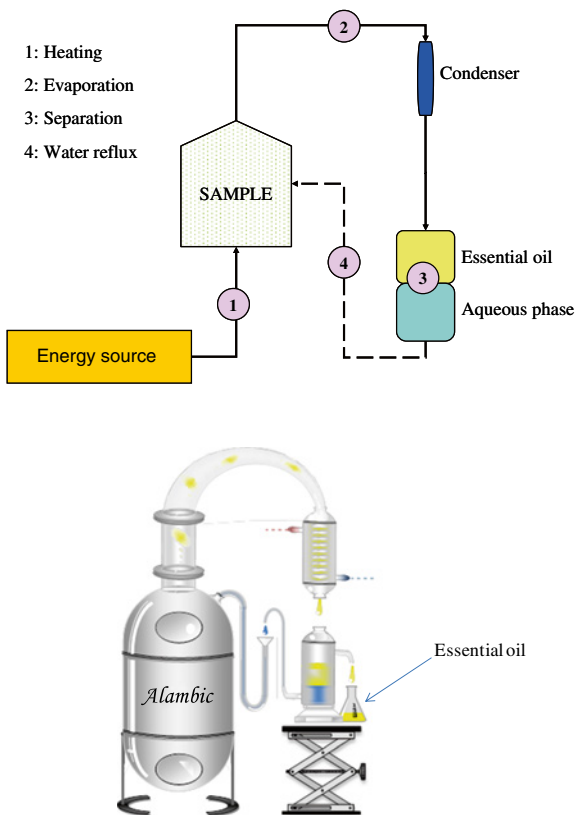 2
1: Heating
2: Evaporation
3: Separation
4: Water reflux
Condenser
SAMPLE
4
Essential oil
3
Aqueous phase
1
Energy source
Alambic
Essential oil